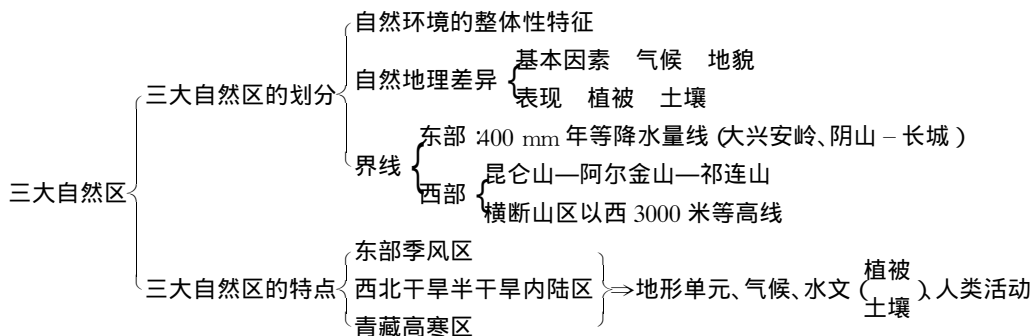 自然环境的整体性特征
基本因素 气候 地貌
自然地理差异
表现 植被 土壤
三大自然区的划分
东部:400 mm 年等降水量线(大兴安岭、阴山-长城)
界线
昆仑山—阿尔金山—祁连山
西部
横断山区以西 3000 米等高线
三大自然区
东部季风区
三大自然区的特点
西北干旱半干旱内陆区
青藏高寒区
⇒地形单元、气候、水文(植被 土壤)、人类活动